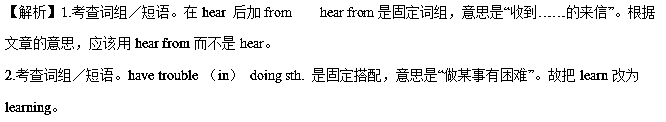 【解析】1.考查词组／短语。在 hear 后加 from  hear from 是固定词组，意思是“收到……的来信”。根据
文章的意思，应该用 hear from 而不是 hear。
2.考查词组／短语。have trouble （in） doing sth. 是固定搭配，意思是“做某事有困难”。故把 learn 改为
learning。